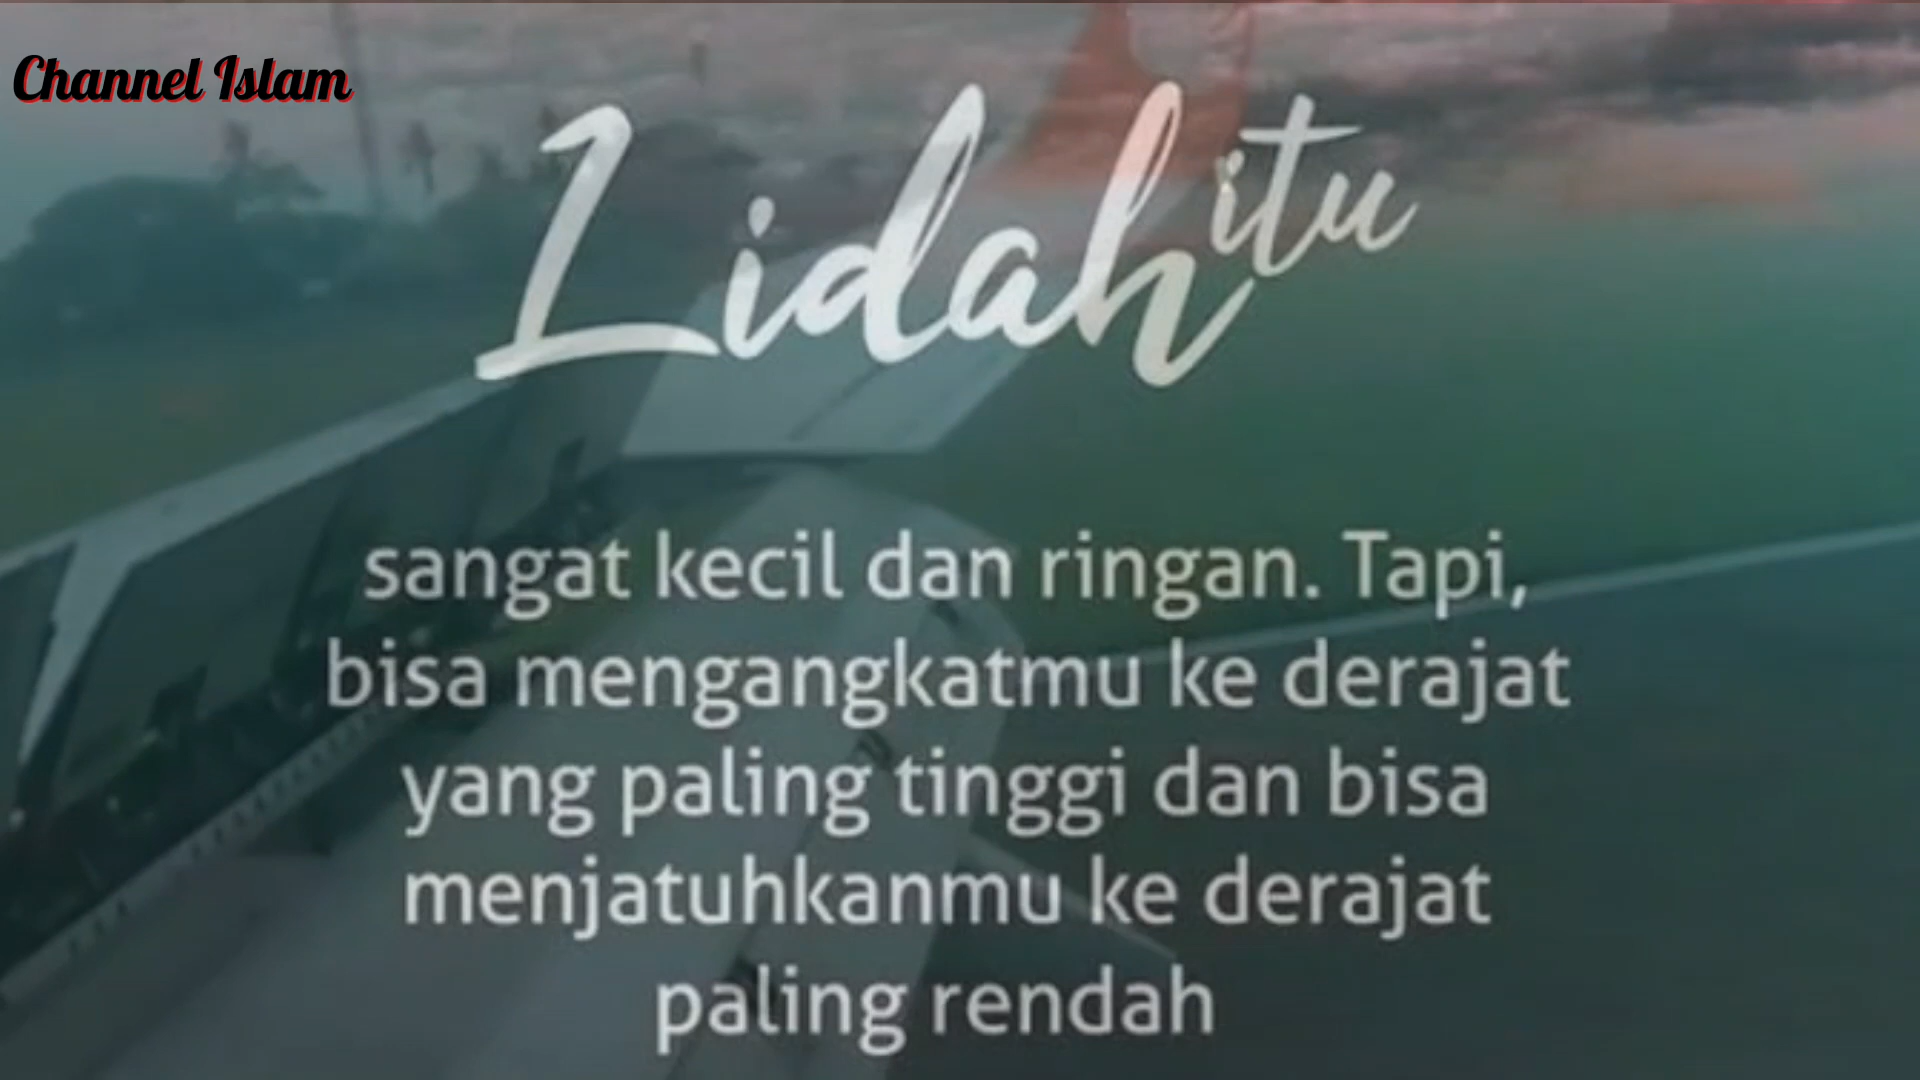 Channel Islam
Lidah itu
sangat kecil dan ringan. Tapi,
bisa mengangkatmu ke derajat
yang paling tinggi dan bisa
menjatuhkanmu ke derajat
paling rendah